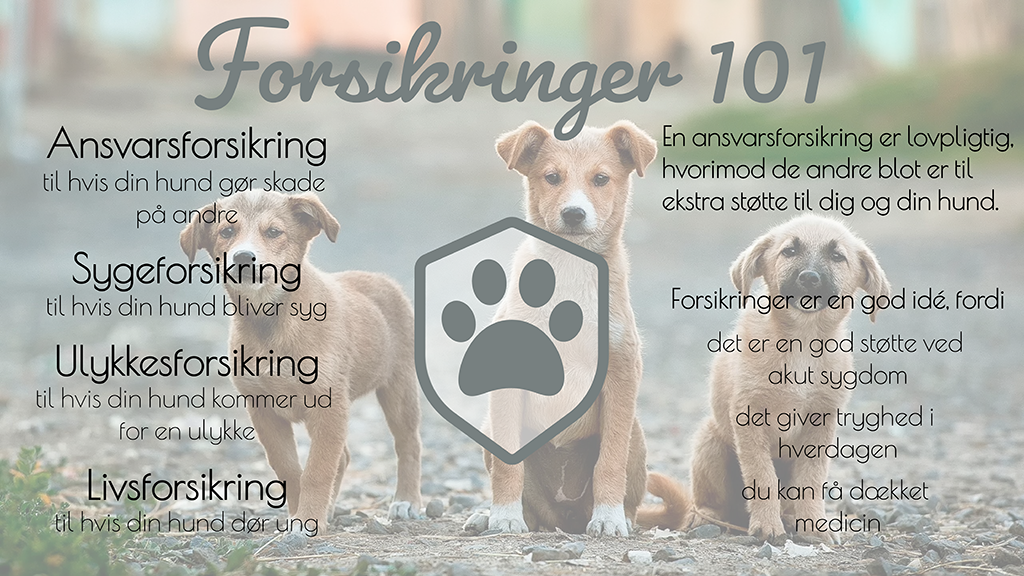 Forsikringer 101
Ansvarsforsikring
til hvis din hund gør skade
på andre
Sygeforsikring
til hvis din hund bliver syg
Ulykkesforsikring
til hvis din hund kommer ud
for en ulykke
Livsforsikring
til hvis din hund dør ung
En ansvarsforsikring er lovpligtig,
hvorimod de andre blot er til
ekstra støtte til dig og din hund.
Forsikringer er en god idé, fordi
det er en god støtte ved
akut sygdom
det giver tryghed i
hverdagen
du kan få dækket
medicin